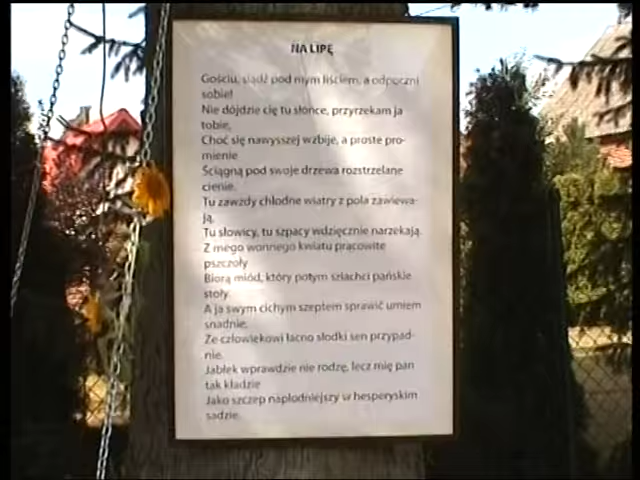 NA LIPĘ
Gościu, siądź pod mym liściem, a odpoczni
sobie!
Nie dojdzie cię tu słońce, przyrzekam ja
tobie,
Choć się nawyszszej wzbije, a proste pro-
mienie
Ściągną pod swoje drzewa rozstrzelane
cienie.
Tu zawżdy chłodne wiatry z pola zawiewa-
ją,
Tu słowicy, tu szpacy wdzięcznie narzekają.
Z mego wonnego kwiatu pracowite
pszczoły
Biorą miód, który potym szlachci pańskie
stoły.
A ja swym cichym szeptem sprawić umiem
snadnie,
Że człowiekowi łacno słodki sen przypad-
nie.
Jabłek wprawdzie nie rodzę, lecz mię pan
tak kładzie
Jako szczep napłodniejszy w hesperyskim
sadzie.